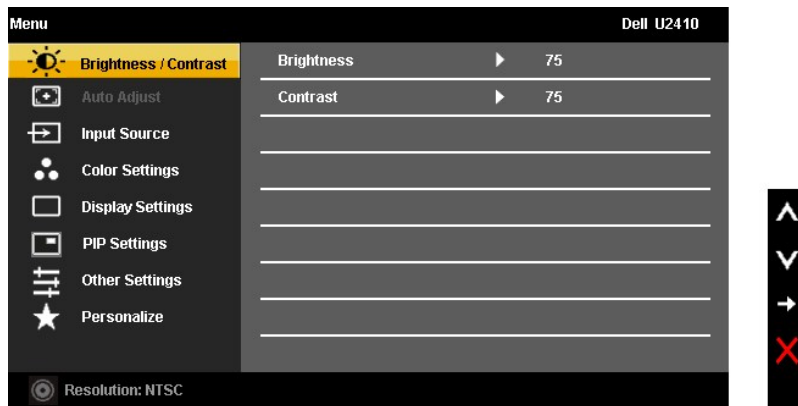 Menu Dell U2410
Brightness / Contrast Brightness 75
Auto Adjust Contrast 75
Input Source
Color Settings
Display Settings
PIP Settings
Other Settings
Personalize
Resolution: NTSC